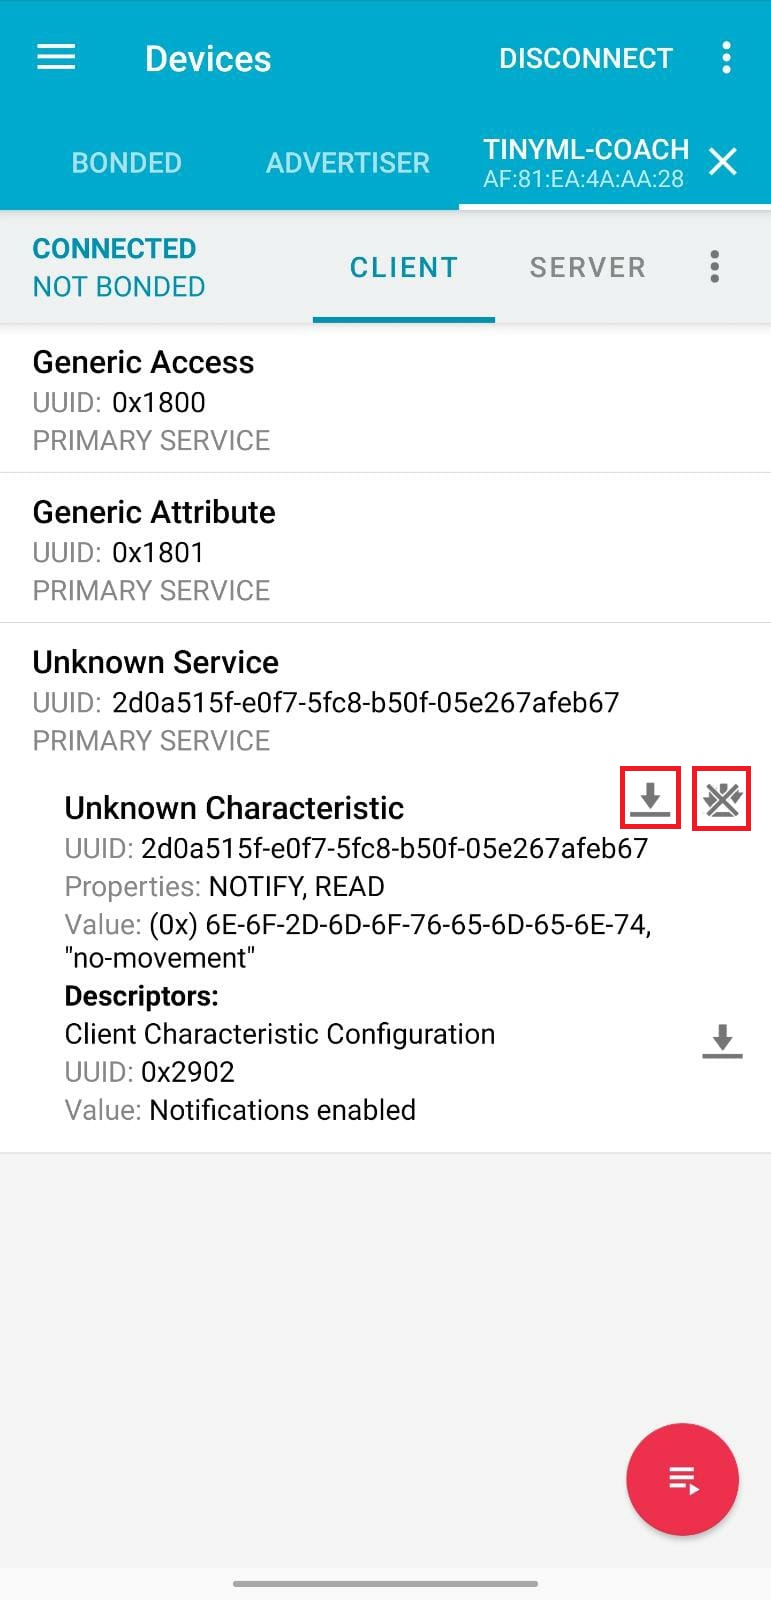 Devices
DISCONNECT
BONDED
ADVERTISER
TINYML-COACH
AF:81:EA:4A:AA:28
CONNECTED
NOT BONDED
CLIENT
SERVER
Generic Access
UUID: 0x1800
PRIMARY SERVICE
Generic Attribute
UUID: 0x1801
PRIMARY SERVICE
Unknown Service
UUID: 2d0a515f-e0f7-5fc8-b50f-05e267afeb67
PRIMARY SERVICE
Unknown Characteristic
UUID: 2d0a515f-e0f7-5fc8-b50f-05e267afeb67
Properties: NOTIFY, READ
Value: (0x) 6E-6F-2D-6D-6F-76-65-6D-65-6E-74,
"no-movement"
Descriptors:
Client Characteristic Configuration
UUID: 0x2902
Value: Notifications enabled